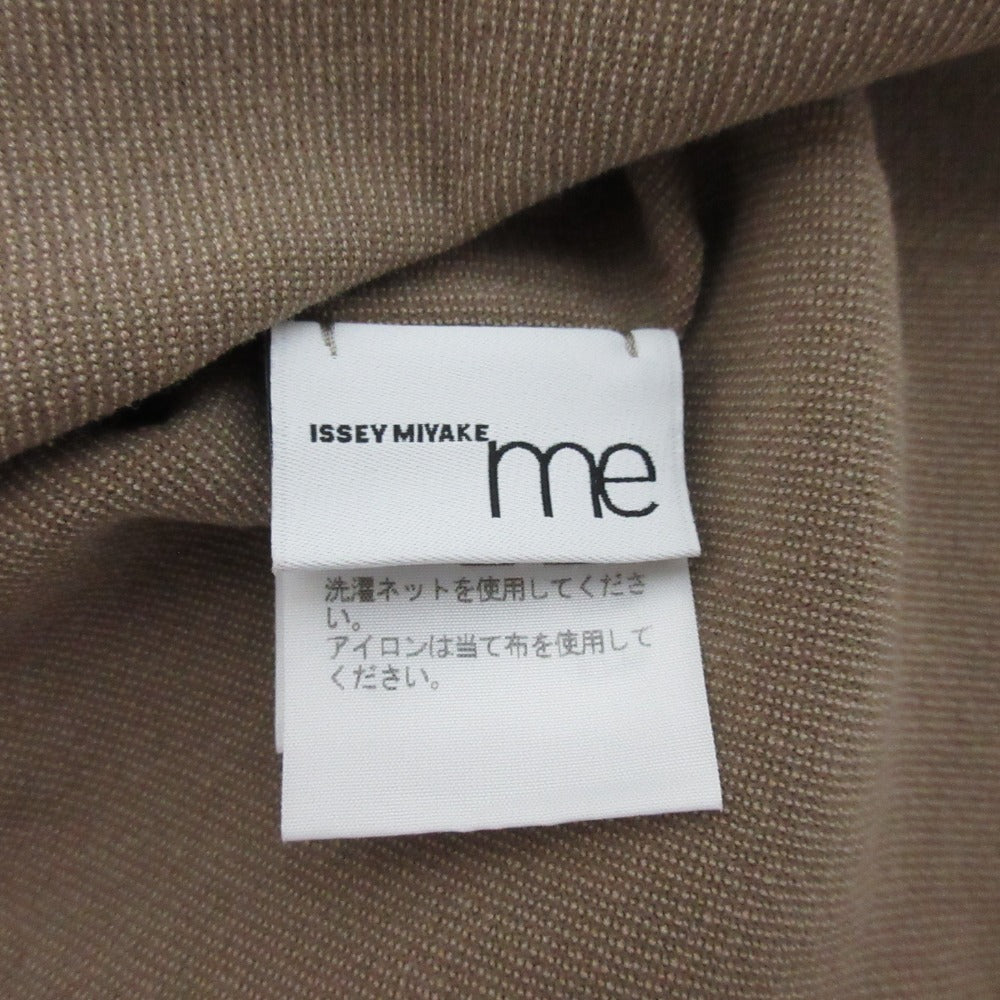 ISSEY MIYAKE
me
洗濯ネットを使用してくださ
い。
アイロンは当て布を使用して
ください。